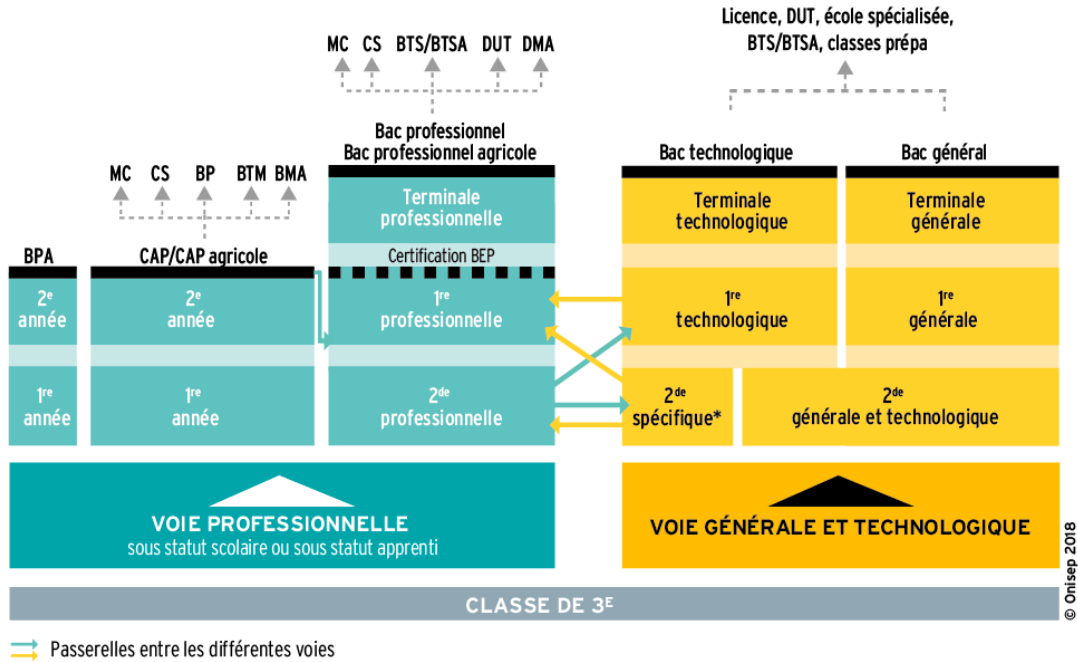 Licence, DUT, école spécialisée,
BTS/BTSA, classes prépa
MC CS BTS/BTSA DUT DMA
Bac professionnel
Bac professionnel agricole
Bac technologique
Bac général
MC CS BP BTM BMA
Terminale
professionnelle
Terminale
technologique
Terminale
générale
BPA
CAP/CAP agricole
Certification BEP
2e
année
2e
année
1re
professionnelle
1re
technologique
1re
générale
1re
année
1re
année
2de
professionnelle
2de
spécifique*
2de
générale et technologique
VOIE PROFESSIONNELLE
sous statut scolaire ou sous statut apprenti
VOIE GÉNÉRALE ET TECHNOLOGIQUE
CLASSE DE 3E
© Onisep 2018
Passerelles entre les différentes voies